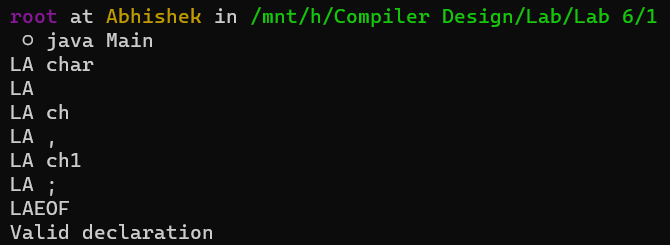 root at Abhishek in /mnt/h/Compiler Design/Lab/Lab 6/1
○ java Main
LA char
LA
LA ch
LA ,
LA ch1
LA ;
LAEOF
Valid declaration